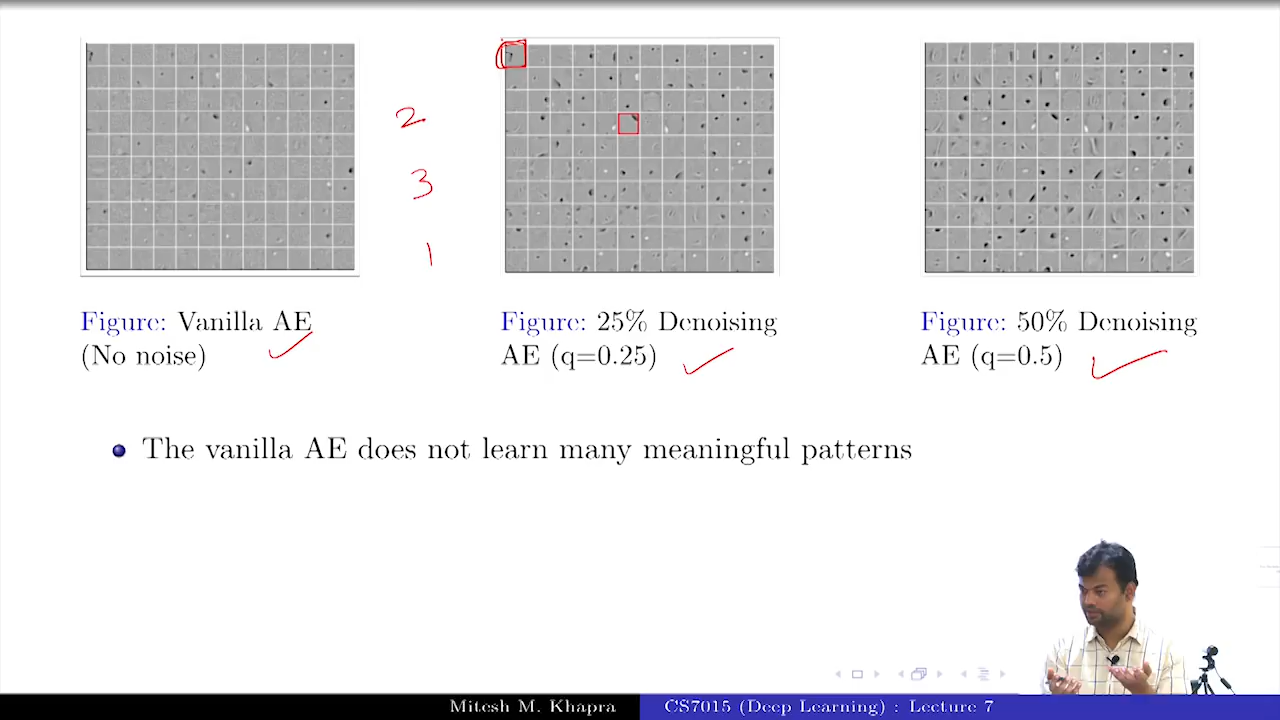 2
3
1
Figure: Vanilla AE
(No noise)
Figure: 25% Denoising
AE (q=0.25)
Figure: 50% Denoising
AE (q=0.5)
The vanilla AE does not learn many meaningful patterns
Mitesh M. Khapra CS7015 (Deep Learning) : Lecture 7